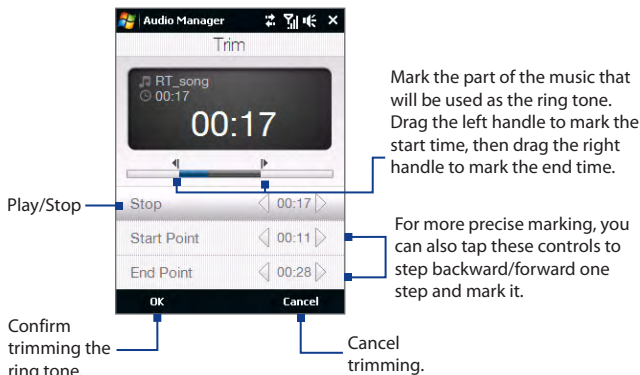 Audio Manager
Trim
RT_song
00:17
00:17
Mark the part of the music that
will be used as the ring tone.
Drag the left handle to mark the
start time, then drag the right
handle to mark the end time.
Play/Stop
Stop 00:17
Start Point 00:11
End Point 00:28
For more precise marking, you
can also tap these controls to
step backward/forward one
step and mark it.
OK Cancel
Confirm
trimming the
ring tone
Cancel
trimming.